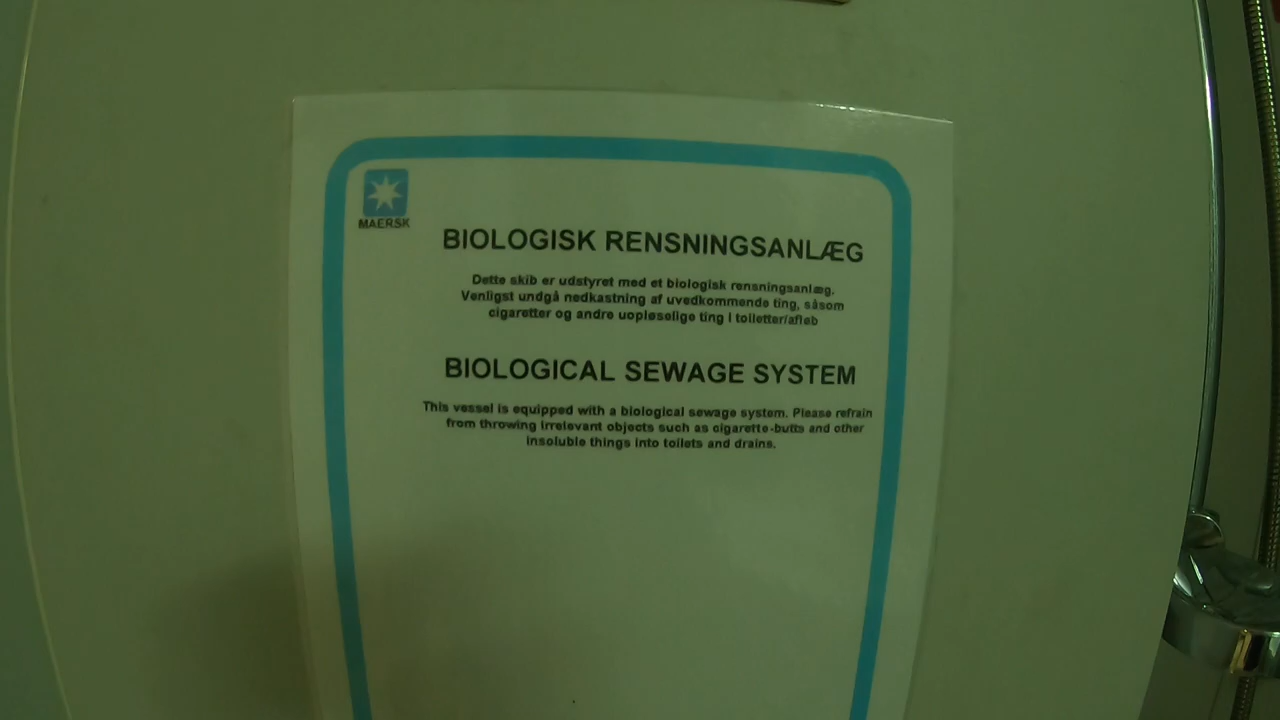 MAERSK
BIOLOGISK RENSNINGSANLÆG
Dette skib er udstyret med et biologisk rensningsanlæg.
Venligst undgå nedkastning af uvedkommende ting, såsom
cigaretter og andre uopløselige ting i toiletter/afløb
BIOLOGICAL SEWAGE SYSTEM
This vessel is equipped with a biological sewage system. Please refrain
from throwing irrelevant objects such as cigarette-butts and other
insoluble things into toilets and drains.